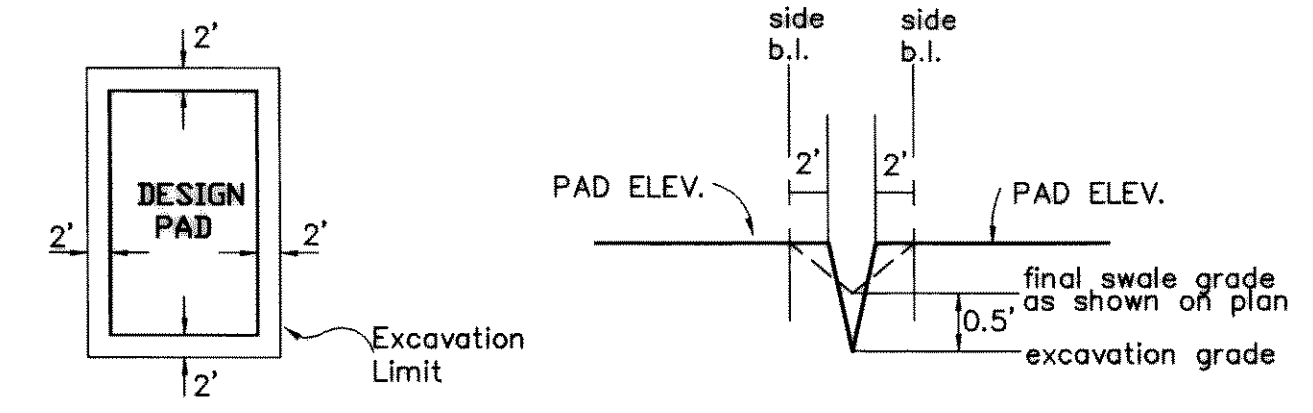 2'
DESIGN
PAD
2'
2'
Excavation
Limit
2'
side
b.l.
side
b.l.
2'
2'
PAD ELEV.
PAD ELEV.
final swale grade
as shown on plan
0.5'
excavation grade